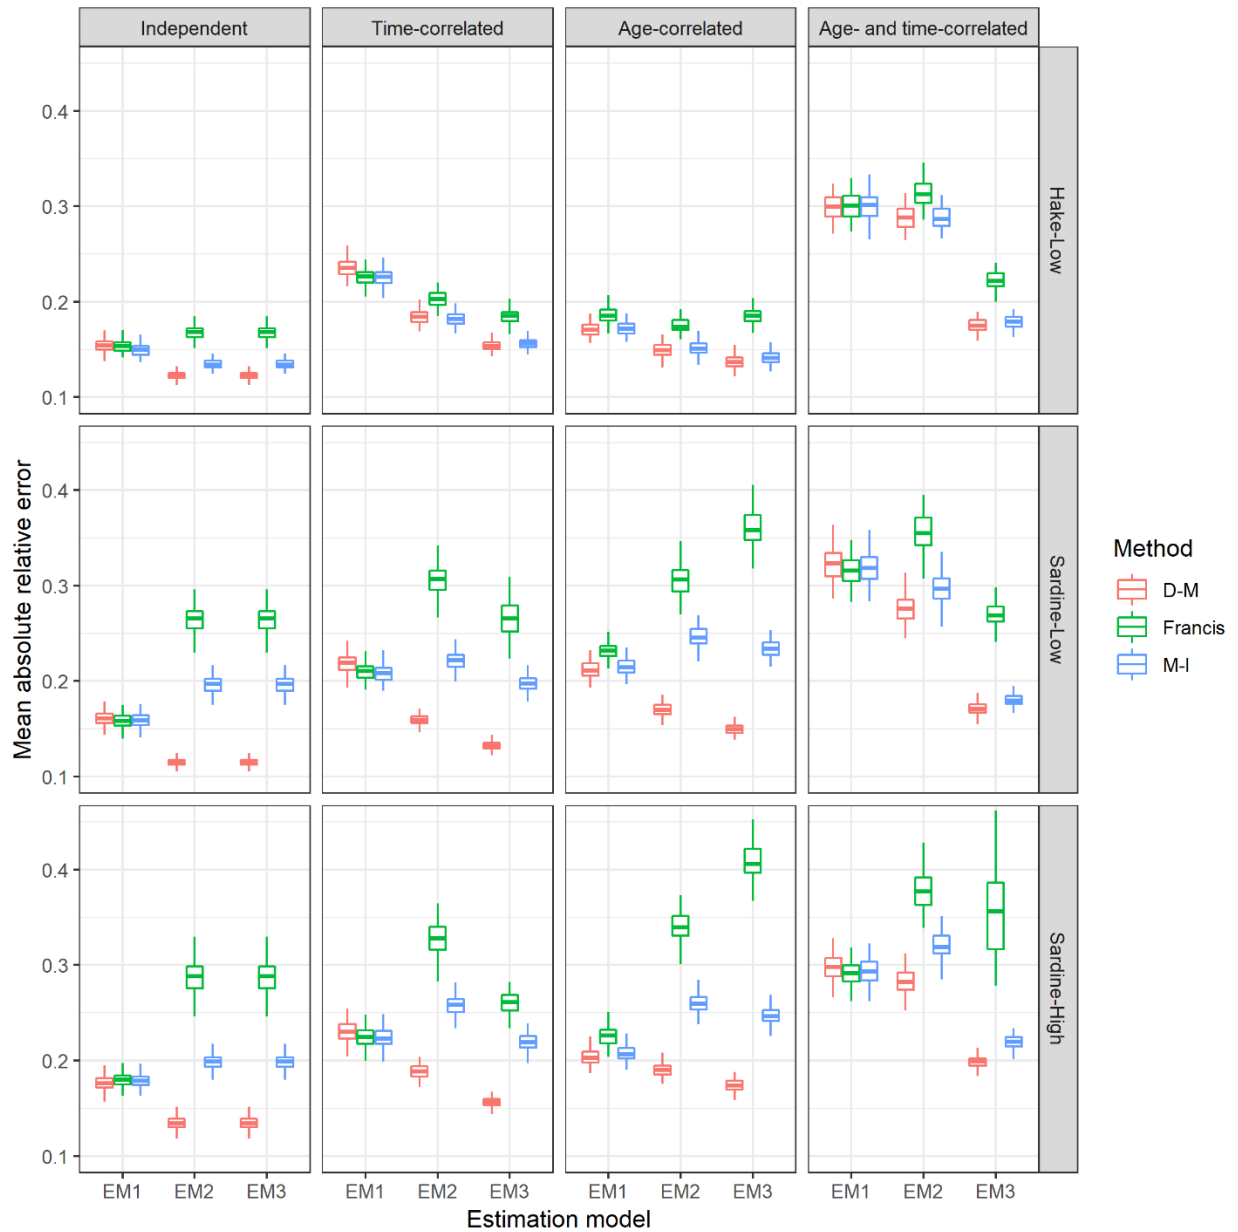 Independent
Time-correlated
Age-correlated
Age- and time-correlated
Hake-Low
0.4
0.3
0.2
0.1
Sardine-Low
0.4
0.3
0.2
0.1
Sardine-High
0.4
0.3
0.2
0.1
Mean absolute relative error
EM1 EM2 EM3
EM1 EM2 EM3
EM1 EM2 EM3
EM1 EM2 EM3
Estimation model
Method
D-M
Francis
M-I